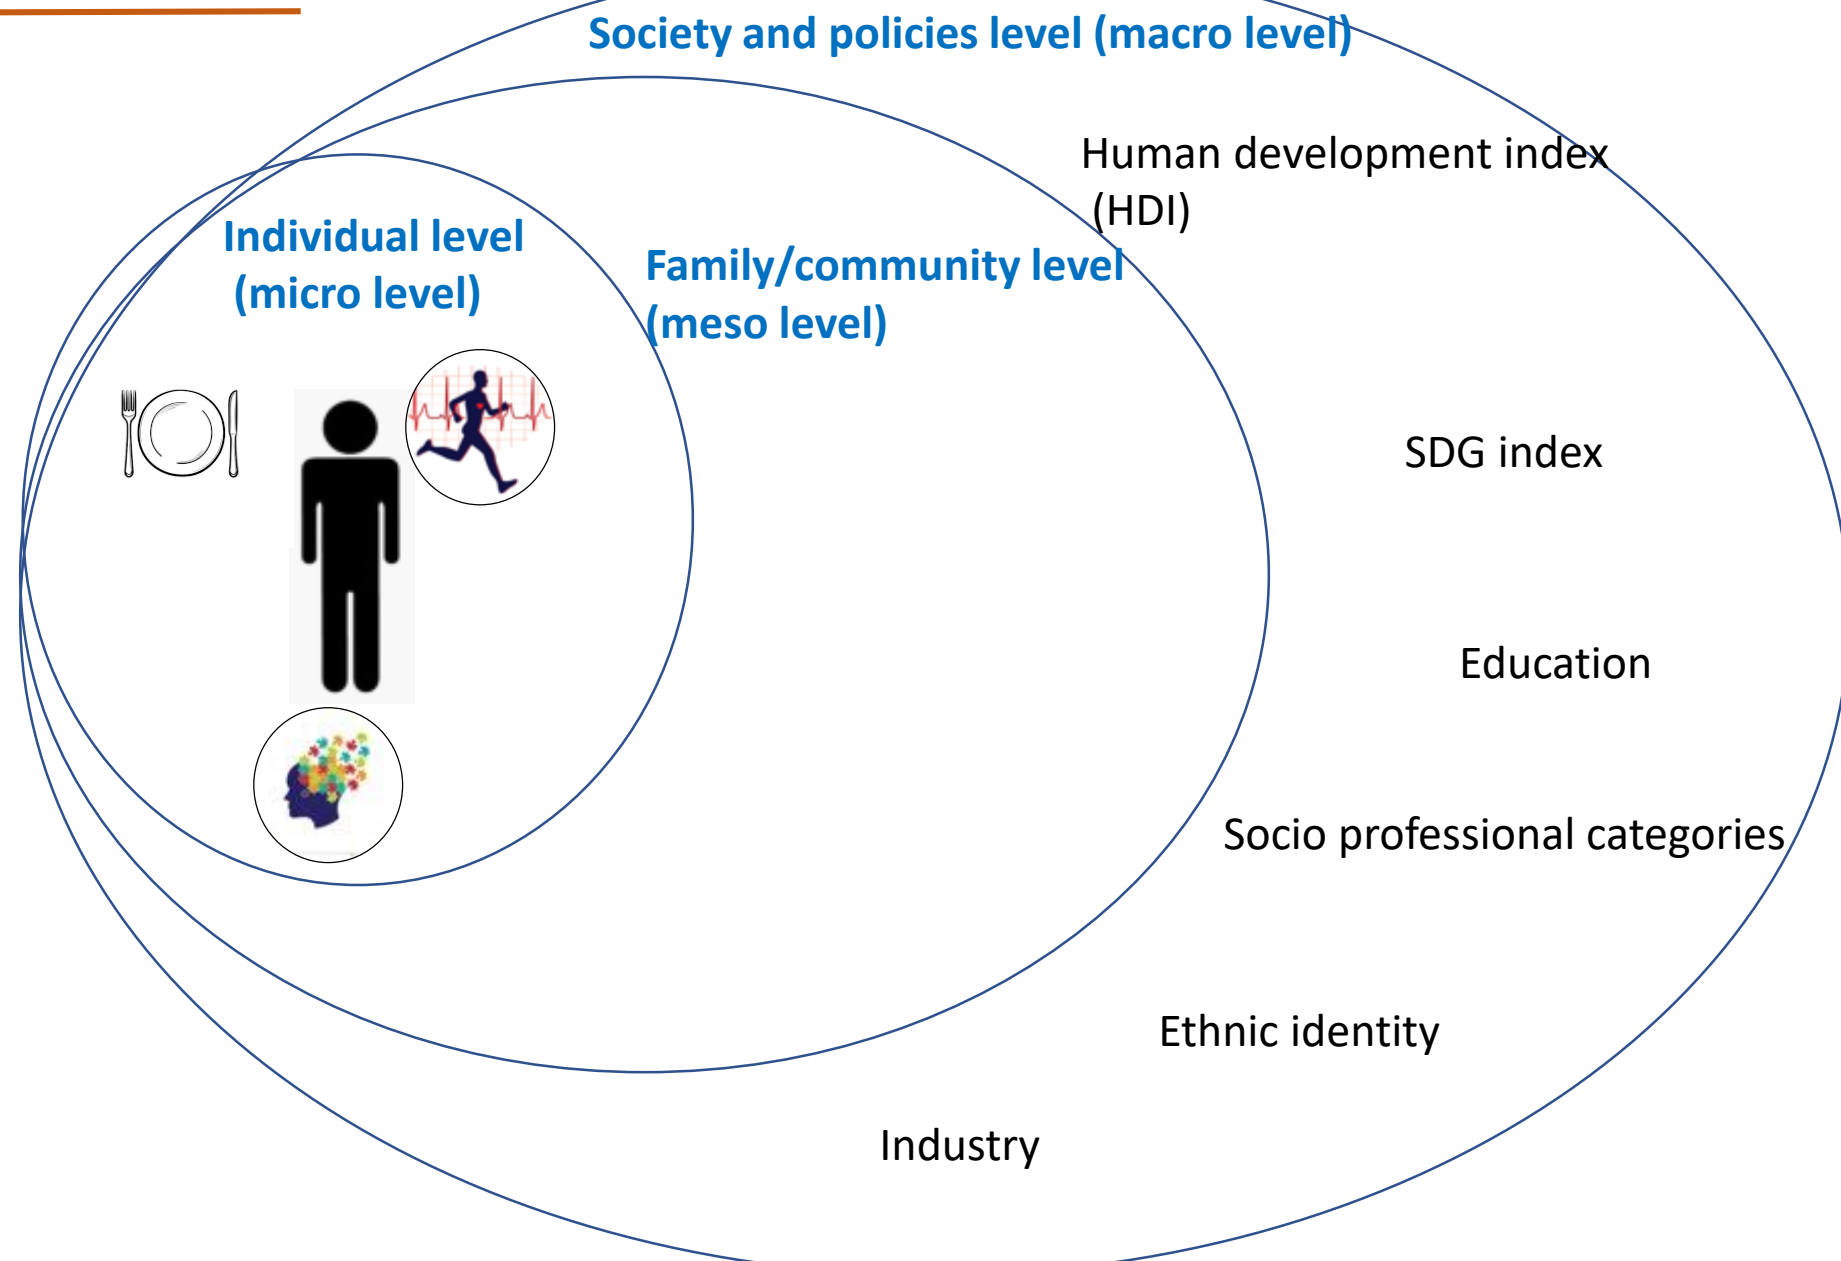 Society and policies level (macro level)
Human development index
(HDI)
Individual level
(micro level)
Family/community level
(meso level)
SDG index
Education
Socio professional categories
Ethnic identity
Industry